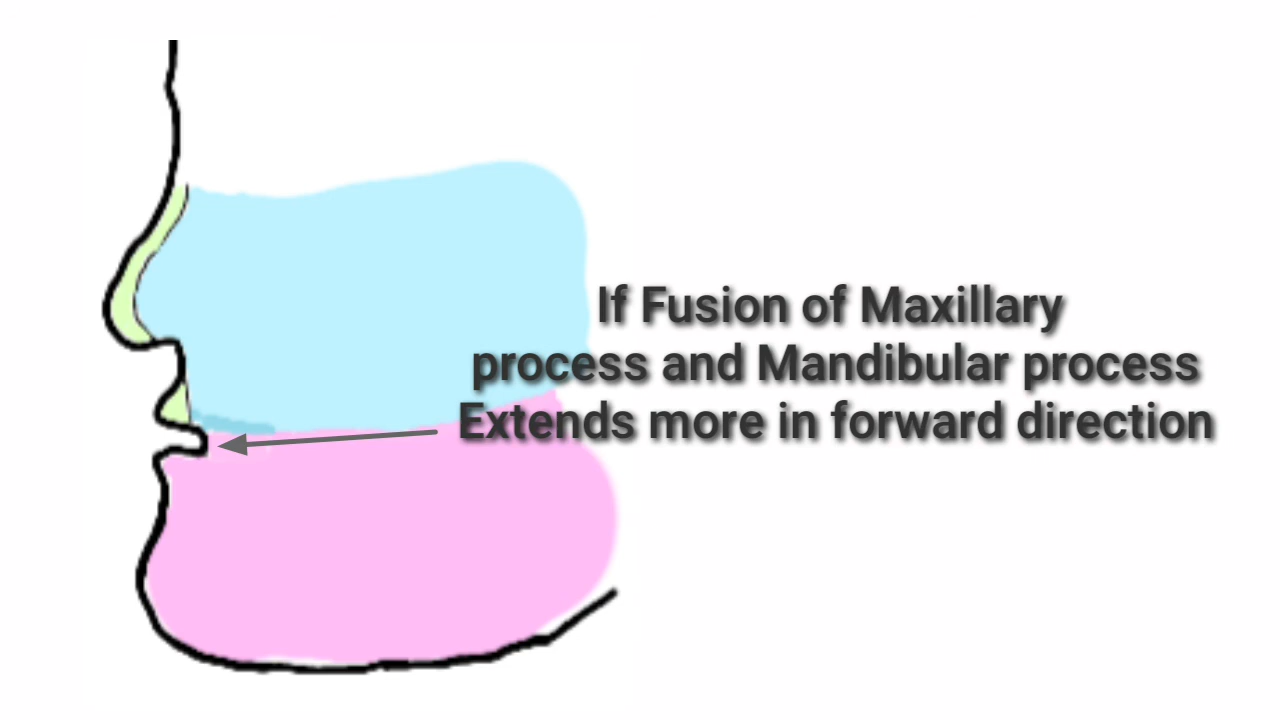 If Fusion of Maxillary
process and Mandibular process
Extends more in forward direction